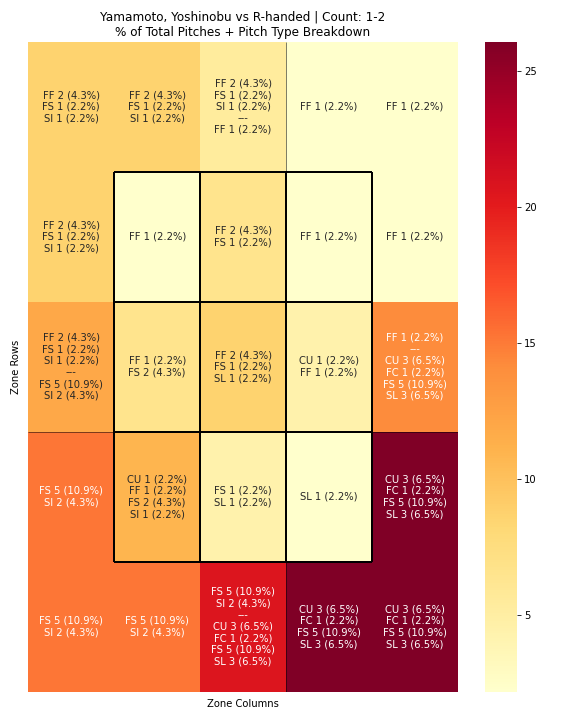 Yamamoto, Yoshinobu vs R-handed | Count: 1-2
% of Total Pitches + Pitch Type Breakdown
FF 2 (4.3%)
FS 1 (2.2%)
SI 1 (2.2%)
FF 2 (4.3%)
FS 1 (2.2%)
SI 1 (2.2%)
FF 2 (4.3%)
FS 1 (2.2%)
SI 1 (2.2%)
---
FF 1 (2.2%)
FF 1 (2.2%)
FF 1 (2.2%)
FF 2 (4.3%)
FS 1 (2.2%)
SI 1 (2.2%)
FF 1 (2.2%)
FF 2 (4.3%)
FS 1 (2.2%)
FF 1 (2.2%)
FF 1 (2.2%)
FF 2 (4.3%)
FS 1 (2.2%)
SI 1 (2.2%)
---
FS 5 (10.9%)
SI 2 (4.3%)
FF 1 (2.2%)
FS 2 (4.3%)
FF 2 (4.3%)
FS 1 (2.2%)
SL 1 (2.2%)
CU 1 (2.2%)
FF 1 (2.2%)
FF 1 (2.2%)
---
CU 3 (6.5%)
FC 1 (2.2%)
FS 5 (10.9%)
SL 3 (6.5%)
FS 5 (10.9%)
SI 2 (4.3%)
CU 1 (2.2%)
FF 1 (2.2%)
FS 2 (4.3%)
SI 1 (2.2%)
FS 1 (2.2%)
SL 1 (2.2%)
SL 1 (2.2%)
CU 3 (6.5%)
FC 1 (2.2%)
FS 5 (10.9%)
SL 3 (6.5%)
FS 5 (10.9%)
SI 2 (4.3%)
FS 5 (10.9%)
SI 2 (4.3%)
FS 5 (10.9%)
SI 2 (4.3%)
---
CU 3 (6.5%)
FC 1 (2.2%)
FS 5 (10.9%)
SL 3 (6.5%)
CU 3 (6.5%)
FC 1 (2.2%)
FS 5 (10.9%)
SL 3 (6.5%)
CU 3 (6.5%)
FC 1 (2.2%)
FS 5 (10.9%)
SL 3 (6.5%)
Zone Rows
Zone Columns
25
20
15
10
5